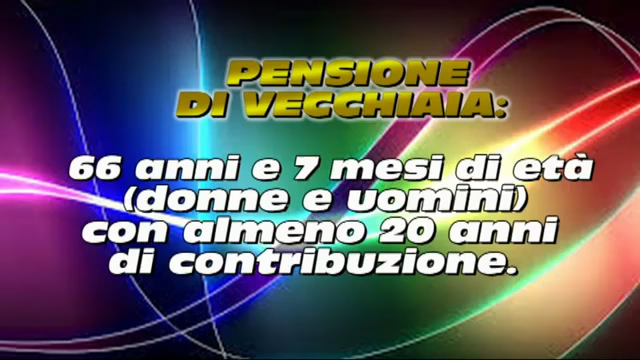 PENSIONE
DI VECCHIAIA:
66 anni e 7 mesi di età
(donne e uomini)
con almeno 20 anni
di contribuzione.